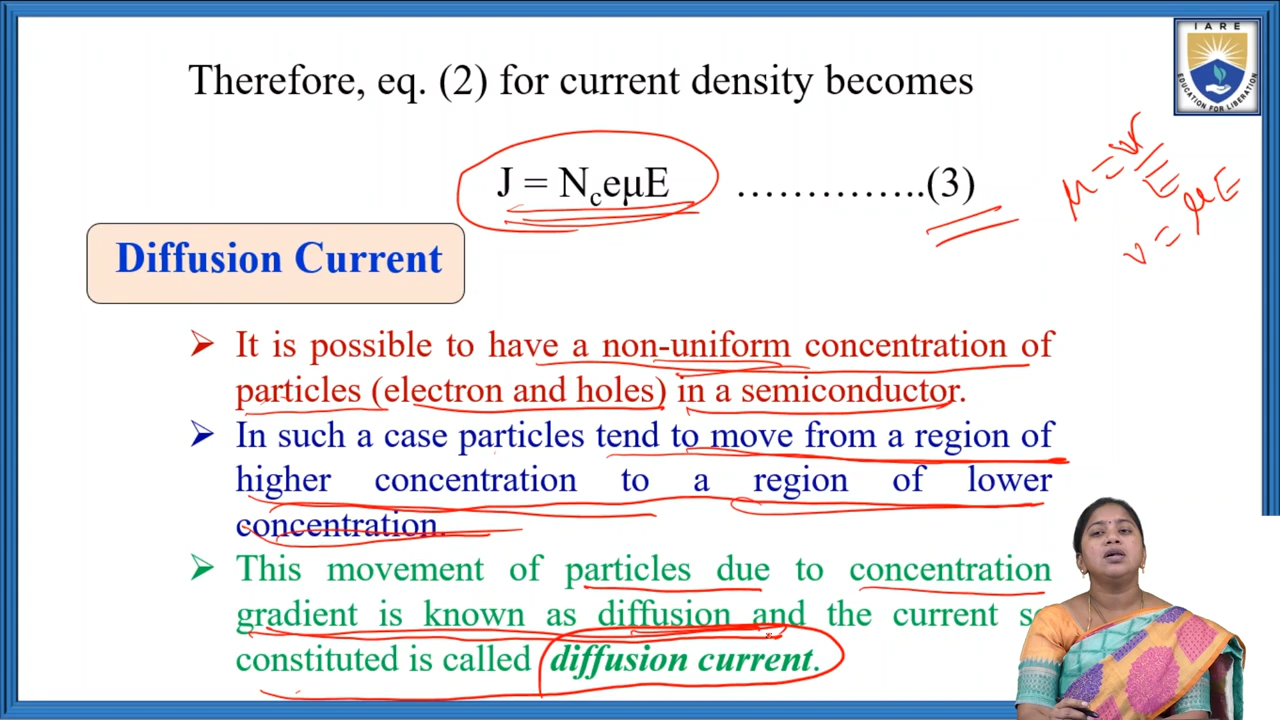 IARE
EDUCATION FOR LIBERATION
Therefore, eq. (2) for current density becomes
J = NceμE …………..(3)
μ = v/E
v = μE
Diffusion Current
➢ It is possible to have a non-uniform concentration of
particles (electron and holes) in a semiconductor.
➢ In such a case particles tend to move from a region of
higher concentration to a region of lower
concentration.
➢ This movement of particles due to concentration
gradient is known as diffusion and the current
constituted is called diffusion current.